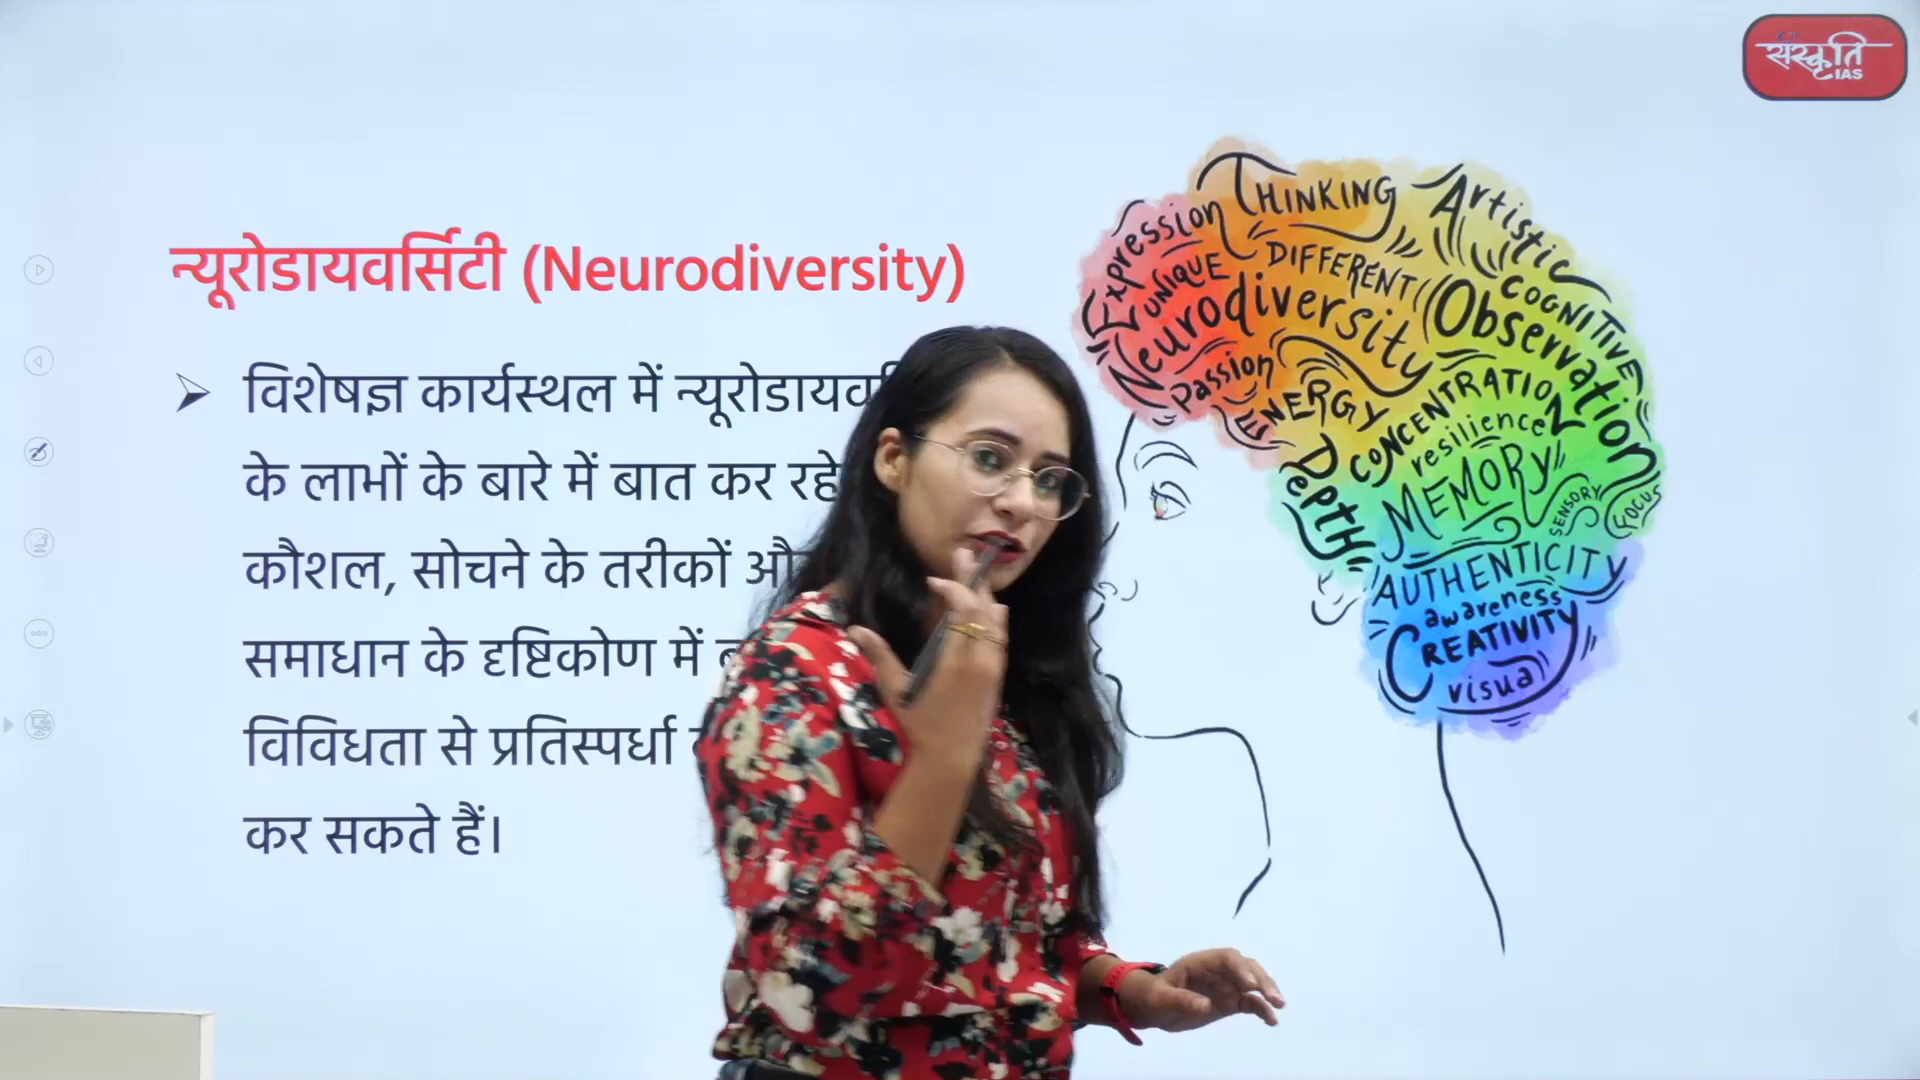 संस्कृति
IAS
न्यूरोडायवर्सिटी (Neurodiversity)
विशेषज्ञ कार्यस्थल में
के लाभों के बारे में बात कर रहे
कौशल, सोचने के तरीकों
समाधान के दृष्टिकोण में
विविधता से प्रतिस्पर्धा
कर सकते हैं।
Expression
THINKING
Artistic
UNIQUE
DIFFERENT
COGNITIVE
Neurodiversity
Observation
Passion
ENERGY
CONCENTRATION
resilience
Depth
MEMORY
SENSORY
FOCUS
AUTHENTICITY
awareness
CREATIVITY
visual